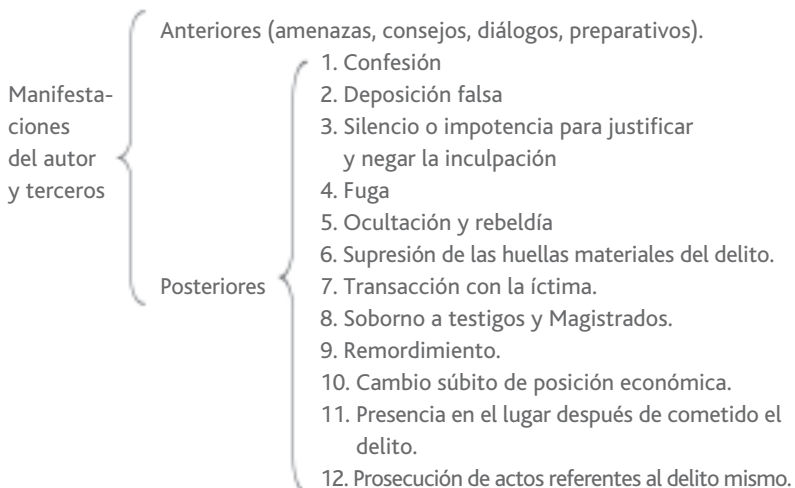 Anteriores (amenazas, consejos, diálogos, preparativos).
Manifesta-
ciones
del autor
y terceros
Posteriores
1. Confesión
2. Deposición falsa
3. Silencio o impotencia para justificar
y negar la inculpación
4. Fuga
5. Ocultación y rebeldía
6. Supresión de las huellas materiales del delito.
7. Transacción con la íctima.
8. Soborno a testigos y Magistrados.
9. Remordimiento.
10. Cambio súbito de posición económica.
11. Presencia en el lugar después de cometido el
delito.
12. Prosecución de actos referentes al delito mismo.